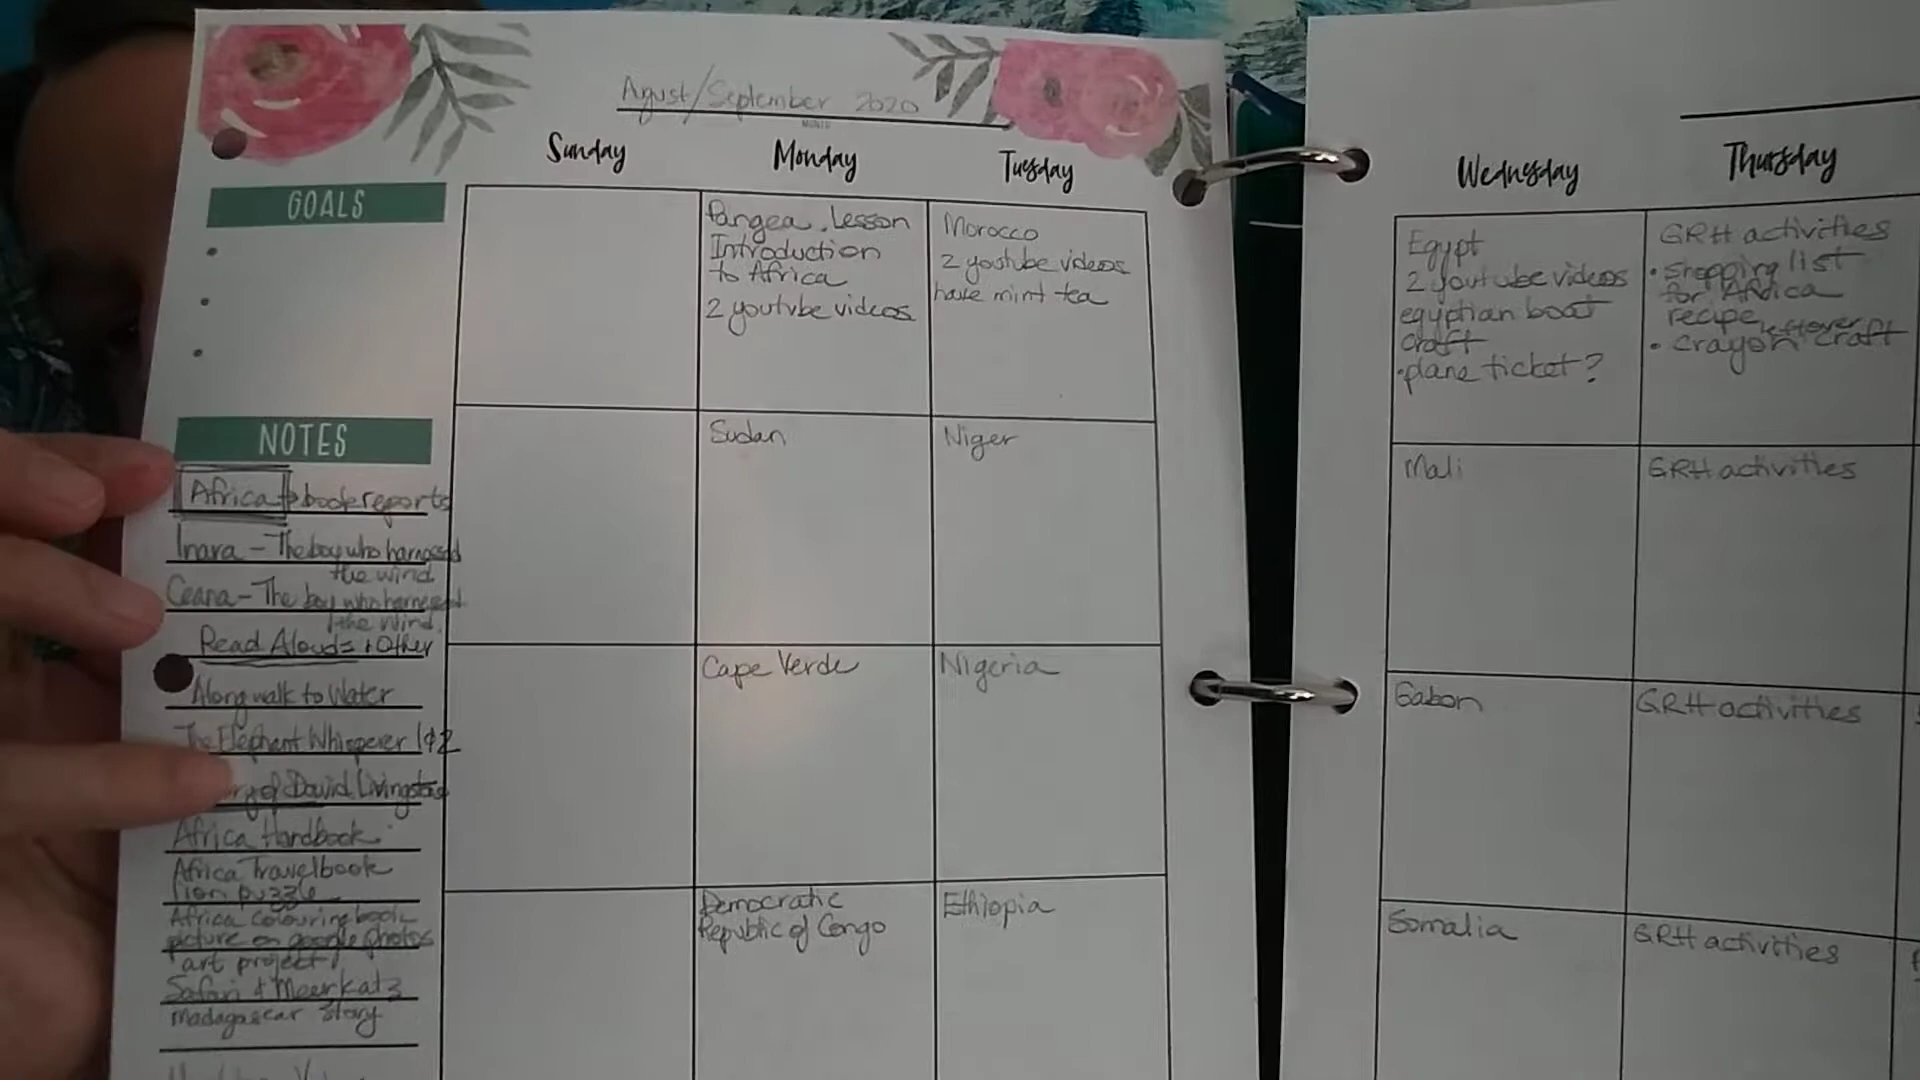 Agust/September 2020
MONTH
Sunday
Monday
Tuesday
Wednesday
Thursday
GOALS
Pangea Lesson
Introduction
to Africa
2 youtube videos
Morocco
2 youtube videos
have mint tea
Egypt
2 youtube videos
egyptian boat
craft
• plane ticket?
GRH activities
• shopping list
for Africa
recipe
• leftover
crayon craft
Sudan
Niger
Mali
GRH activities
Cape Verde
Nigeria
Gabon
GRH activities
Democratic
Republic of Congo
Ethiopia
Somalia
GRH activities
NOTES
Africa → book reports
Inara - The boy who harnessed
the wind
Ceana - The boy who harnessed
the wind.
Read Alouds + Other
A long walk to Water
The Elephant Whisperer 1&2
of David Livingstone
Africa Handbook
Africa Travelbook
lion puzzle
Africa colouring book
picture on google photos
art project
Safari + Meerkatz
Madagascar story